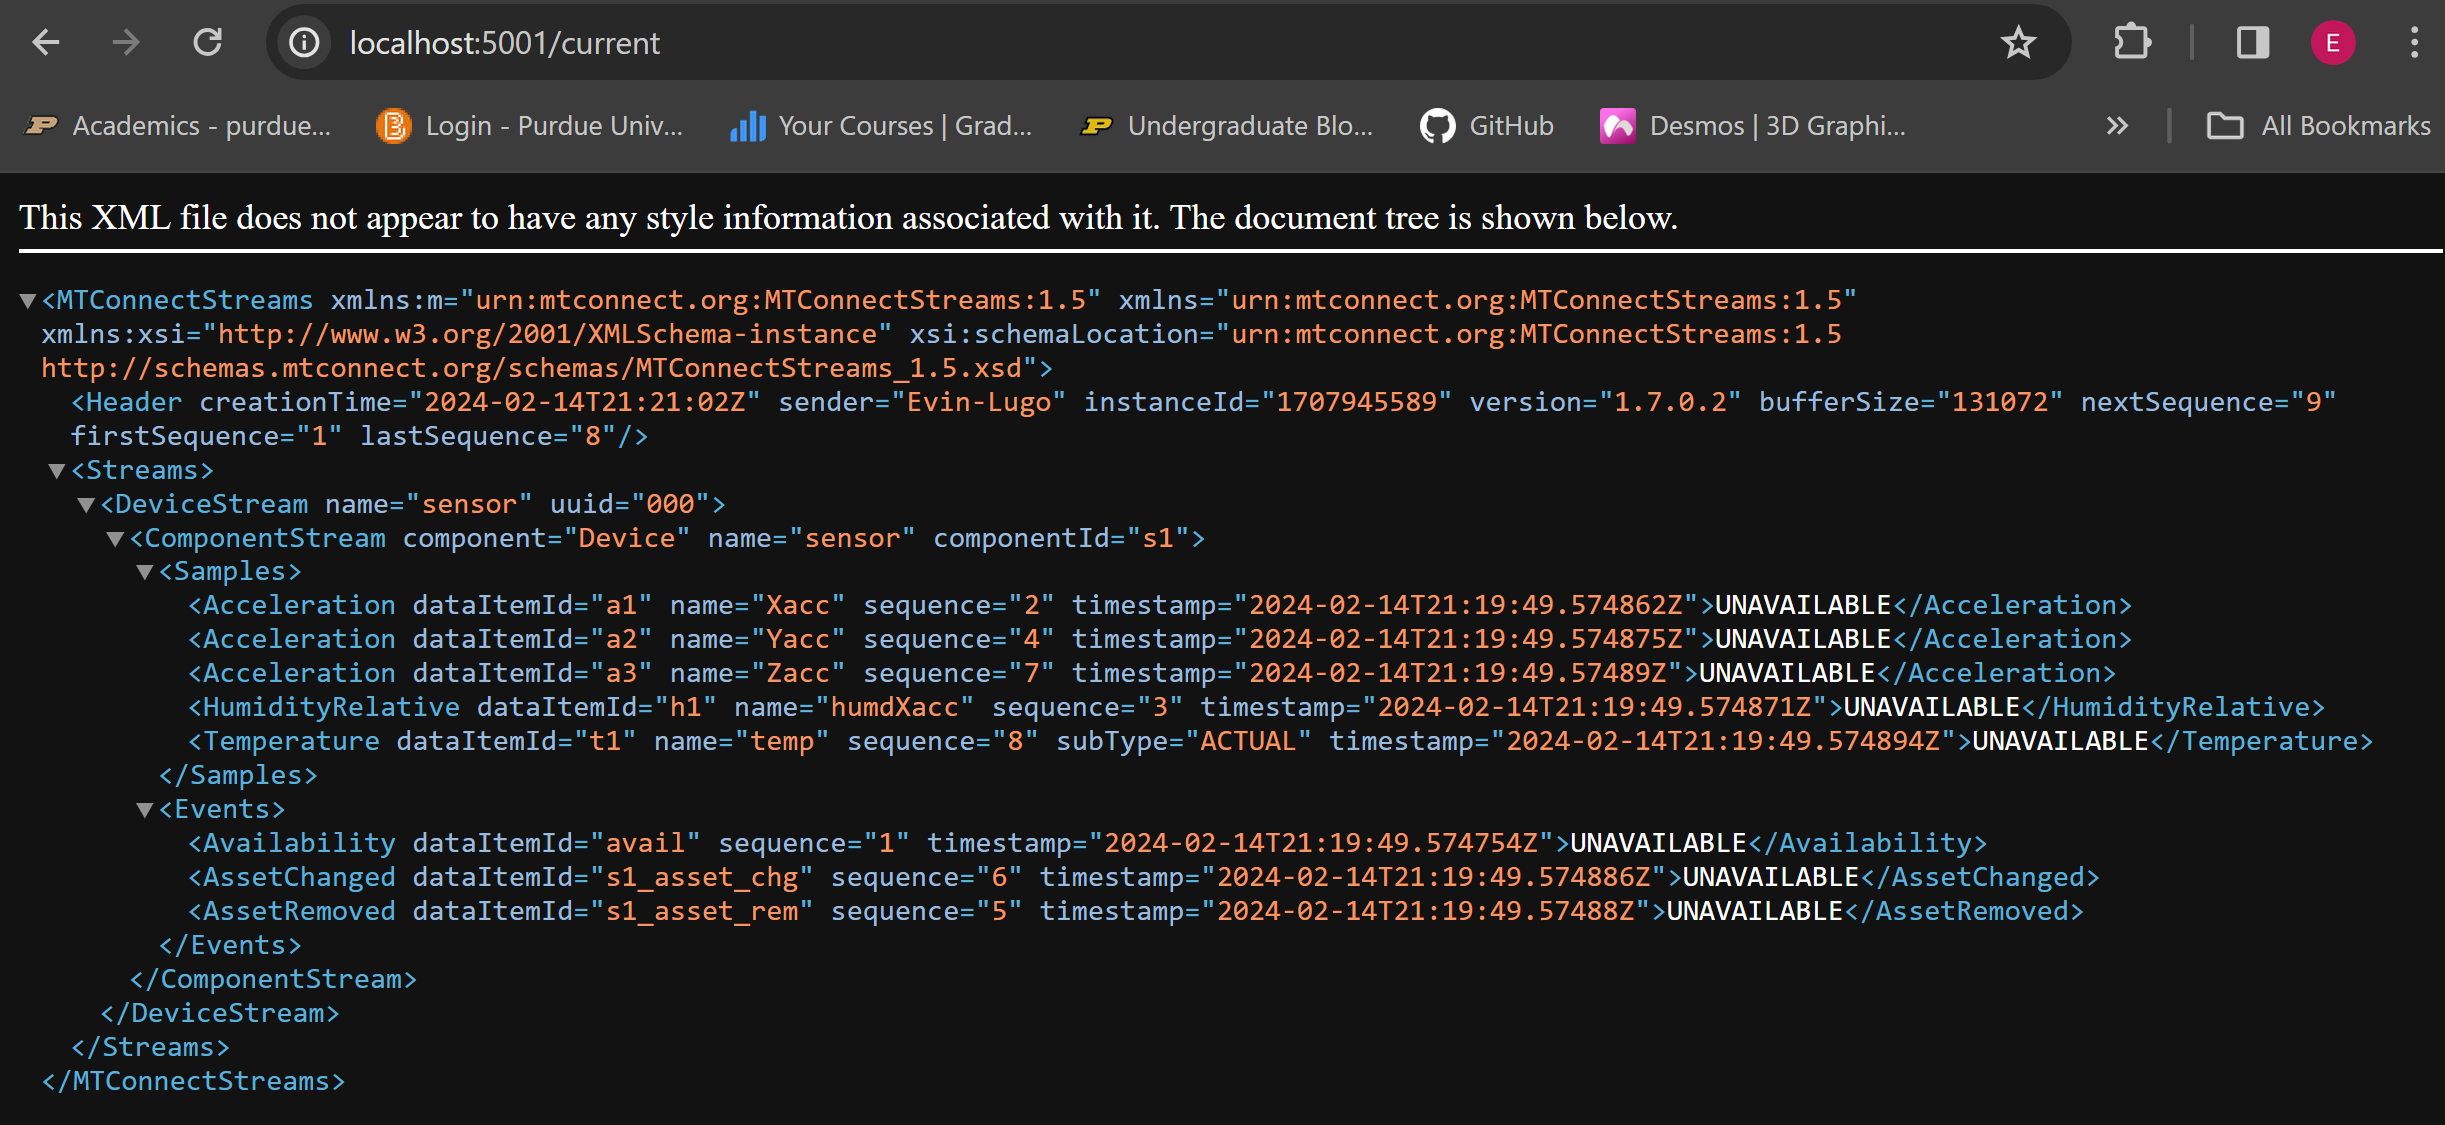 localhost:5001/current
E
Academics - purdue...
Login - Purdue Univ...
Your Courses | Grad...
Undergraduate Blo...
GitHub
Desmos | 3D Graphi...
All Bookmarks
This XML file does not appear to have any style information associated with it. The document tree is shown below.
<MTConnectStreams xmlns:m="urn:mtconnect.org:MTConnectStreams:1.5" xmlns="urn:mtconnect.org:MTConnectStreams:1.5"
xmlns:xsi="http://www.w3.org/2001/XMLSchema-instance" xsi:schemaLocation="urn:mtconnect.org:MTConnectStreams:1.5
http://schemas.mtconnect.org/schemas/MTConnectStreams_1.5.xsd">
<Header creationTime="2024-02-14T21:21:02Z" sender="Evin-Lugo" instanceId="1707945589" version="1.7.0.2" bufferSize="131072" nextSequence="9"
firstSequence="1" lastSequence="8"/>
<Streams>
<DeviceStream name="sensor" uuid="000">
<ComponentStream component="Device" name="sensor" componentId="s1">
<Samples>
<Acceleration dataItemId="a1" name="Xacc" sequence="2" timestamp="2024-02-14T21:19:49.574862Z">UNAVAILABLE</Acceleration>
<Acceleration dataItemId="a2" name="Yacc" sequence="4" timestamp="2024-02-14T21:19:49.574875Z">UNAVAILABLE</Acceleration>
<Acceleration dataItemId="a3" name="Zacc" sequence="7" timestamp="2024-02-14T21:19:49.57489Z">UNAVAILABLE</Acceleration>
<HumidityRelative dataItemId="h1" name="humdXacc" sequence="3" timestamp="2024-02-14T21:19:49.574871Z">UNAVAILABLE</HumidityRelative>
<Temperature dataItemId="t1" name="temp" sequence="8" subType="ACTUAL" timestamp="2024-02-14T21:19:49.574894Z">UNAVAILABLE</Temperature>
</Samples>
<Events>
<Availability dataItemId="avail" sequence="1" timestamp="2024-02-14T21:19:49.574754Z">UNAVAILABLE</Availability>
<AssetChanged dataItemId="s1_asset_chg" sequence="6" timestamp="2024-02-14T21:19:49.574886Z">UNAVAILABLE</AssetChanged>
<AssetRemoved dataItemId="s1_asset_rem" sequence="5" timestamp="2024-02-14T21:19:49.57488Z">UNAVAILABLE</AssetRemoved>
</Events>
</ComponentStream>
</DeviceStream>
</Streams>
</MTConnectStreams>